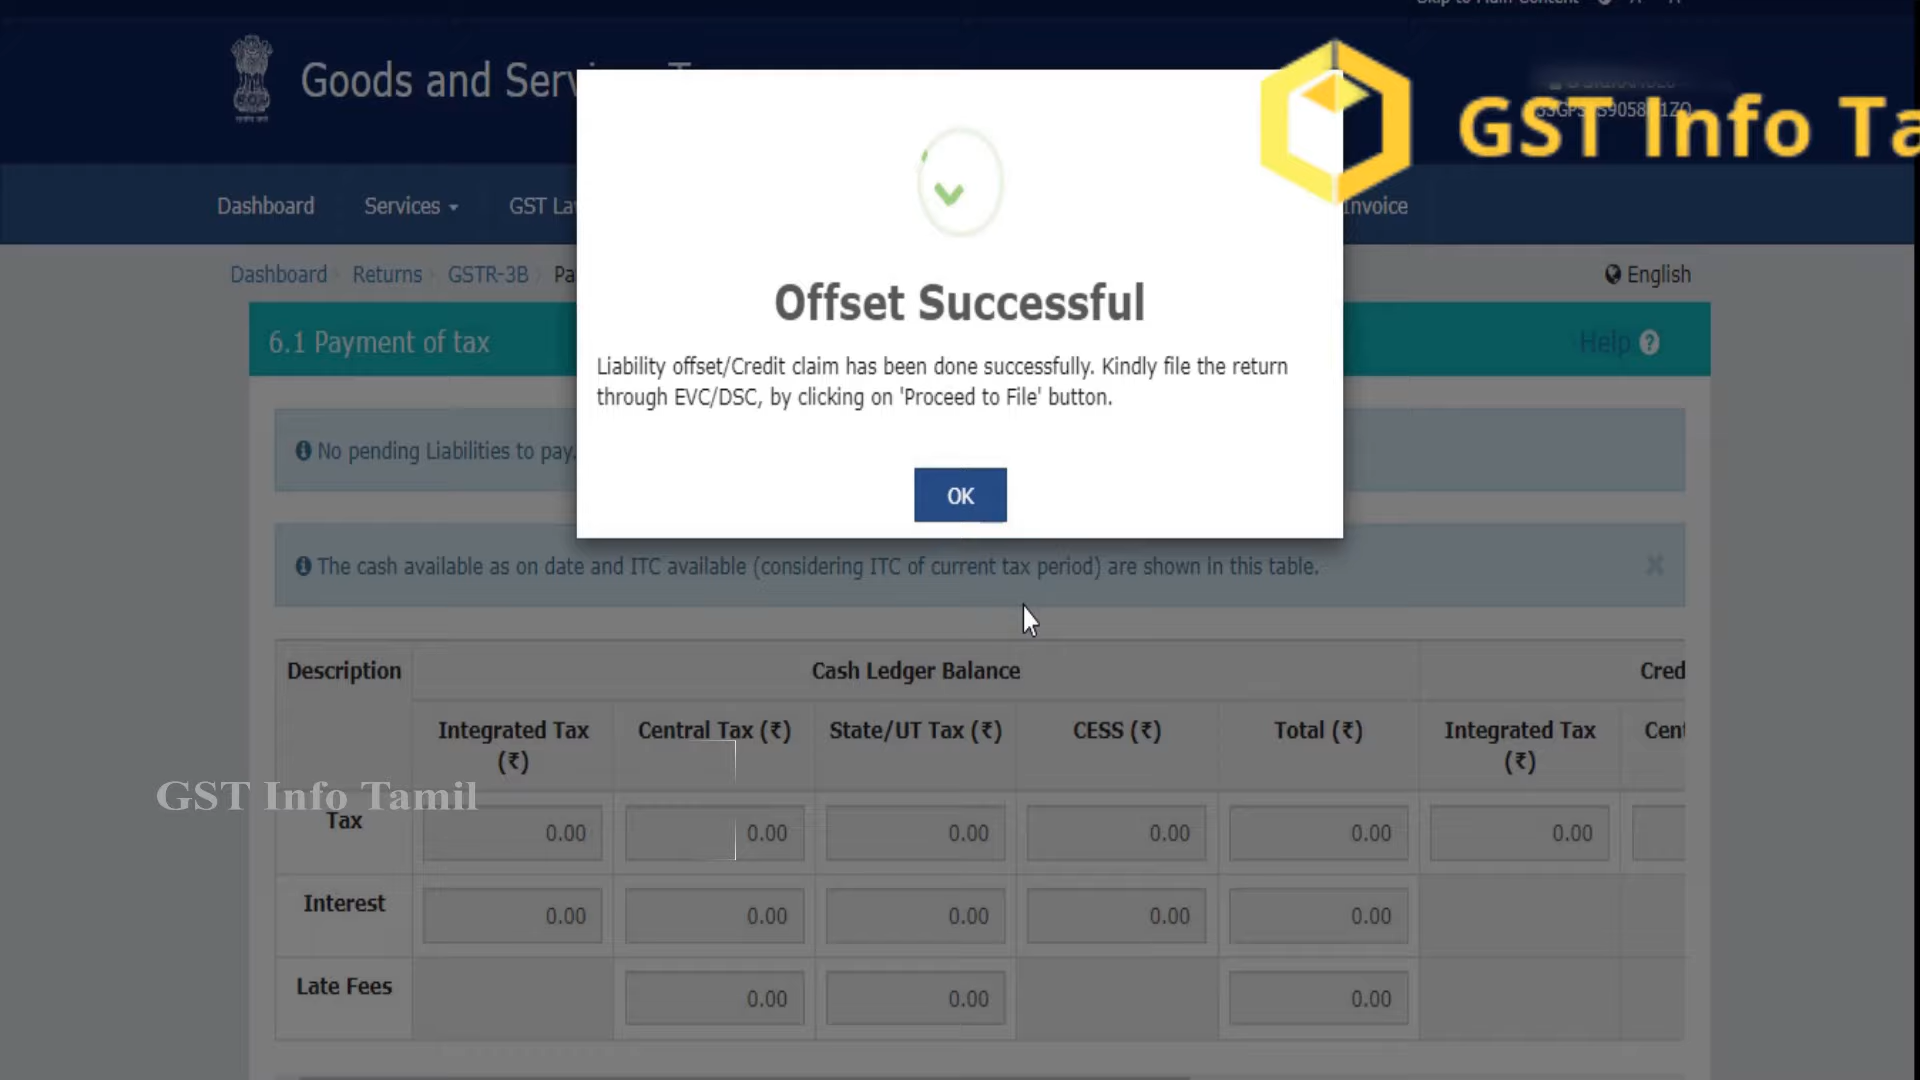 Goods and Serv
GST Info Ta
Dashboard
Services
GST La
Invoice
Dashboard
Returns
GSTR-3B
Pa
English
6.1 Payment of tax
Help
Offset Successful
Liability offset/Credit claim has been done successfully. Kindly file the return
through EVC/DSC, by clicking on 'Proceed to File' button.
OK
No pending Liabilities to pay.
The cash available as on date and ITC available (considering ITC of current tax period) are shown in this table.
Description
Cash Ledger Balance
Cred
Integrated Tax
(₹)
Central Tax (₹)
State/UT Tax (₹)
CESS (₹)
Total (₹)
Integrated Tax
(₹)
Cent
GST Info Tamil
Tax
0.00
0.00
0.00
0.00
0.00
0.00
Interest
0.00
0.00
0.00
0.00
0.00
Late Fees
0.00
0.00
0.00